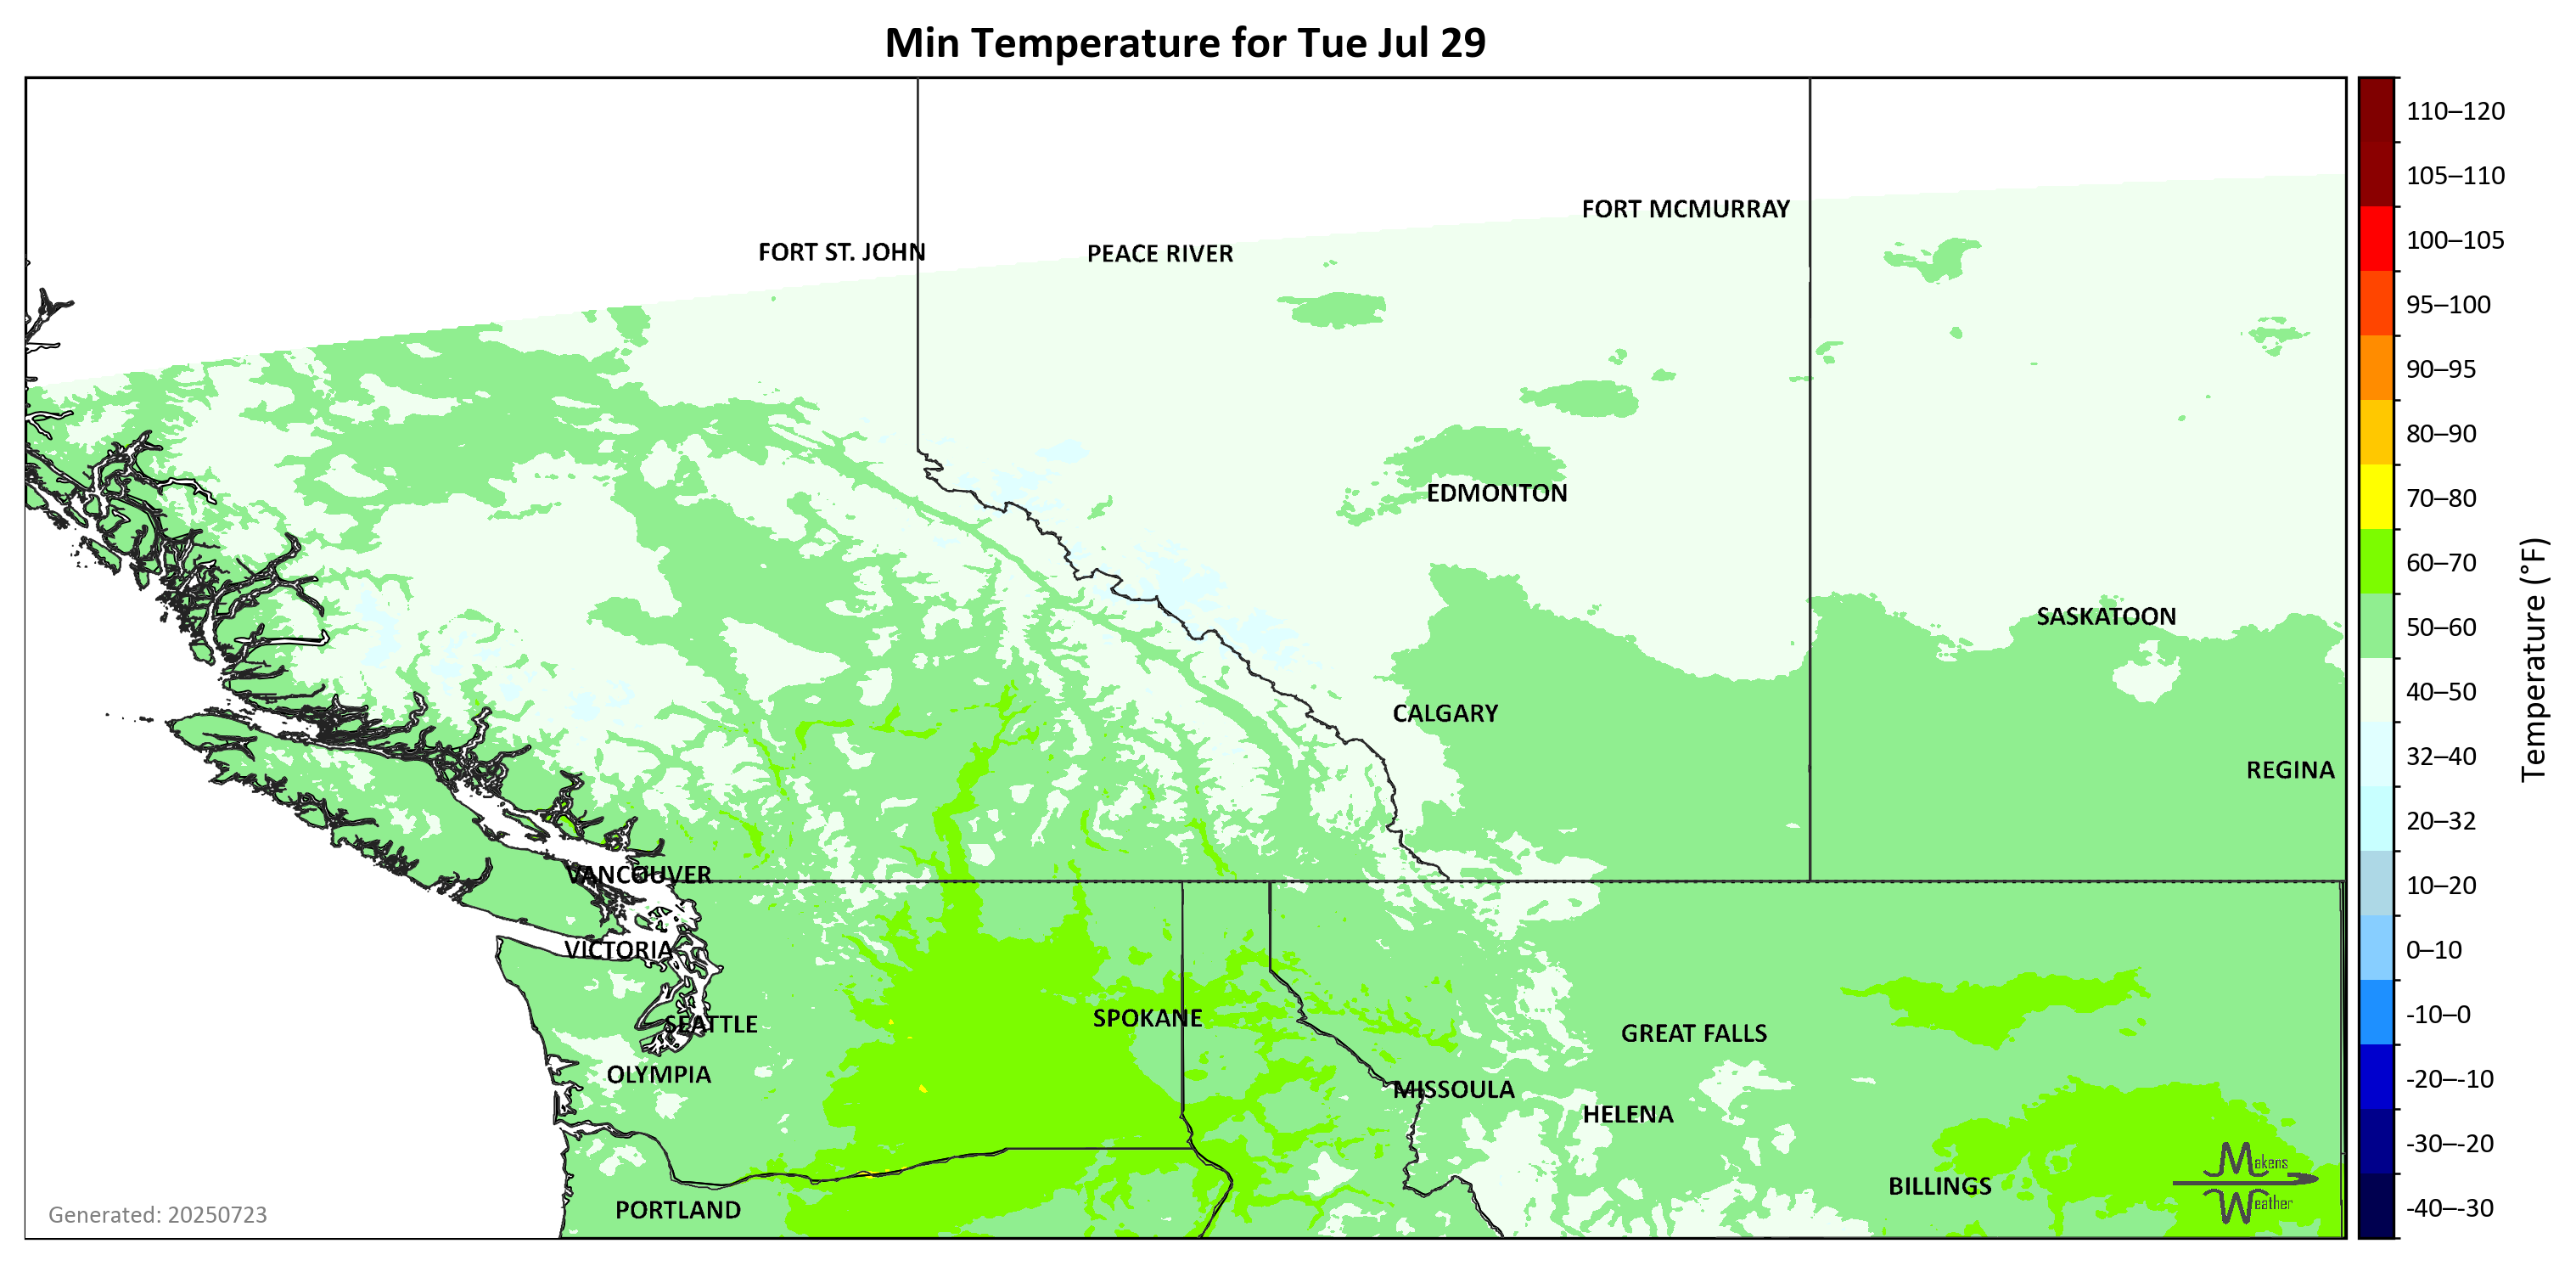 Min Temperature for Tue Jul 29
110–120
105–110
FORT MCMURRAY
100–105
FORT ST. JOHN
PEACE RIVER
95–100
90–95
80–90
EDMONTON
70–80
60–70
SASKATOON
50–60
40–50
CALGARY
32–40
REGINA
20–32
VANCOUVER
10–20
VICTORIA
0–10
SEATTLE
SPOKANE
GREAT FALLS
-10–0
OLYMPIA
MISSOULA
-20–-10
HELENA
-30–-20
BILLINGS
PORTLAND
-40–-30
Temperature (°F)
Makens
Weather
Generated: 20250723